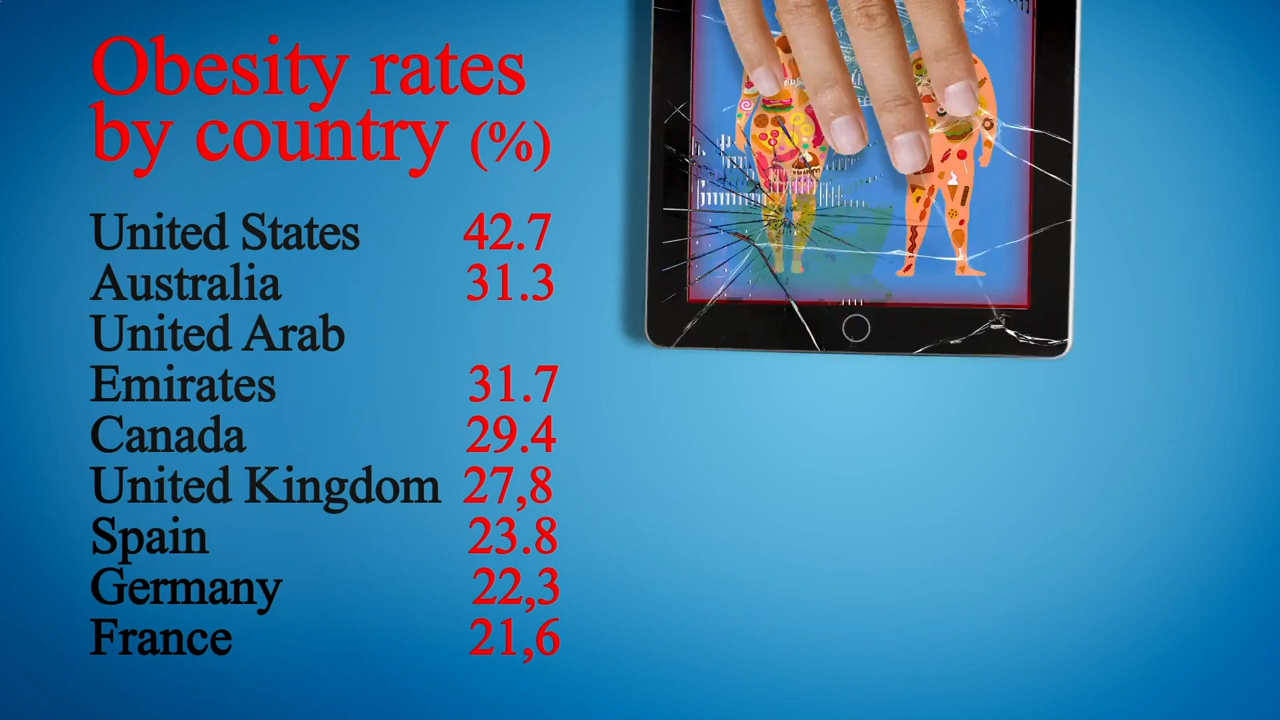 Obesity rates
by country (%)
United States 42.7
Australia 31.3
United Arab
Emirates 31.7
Canada 29.4
United Kingdom 27,8
Spain 23.8
Germany 22,3
France 21,6